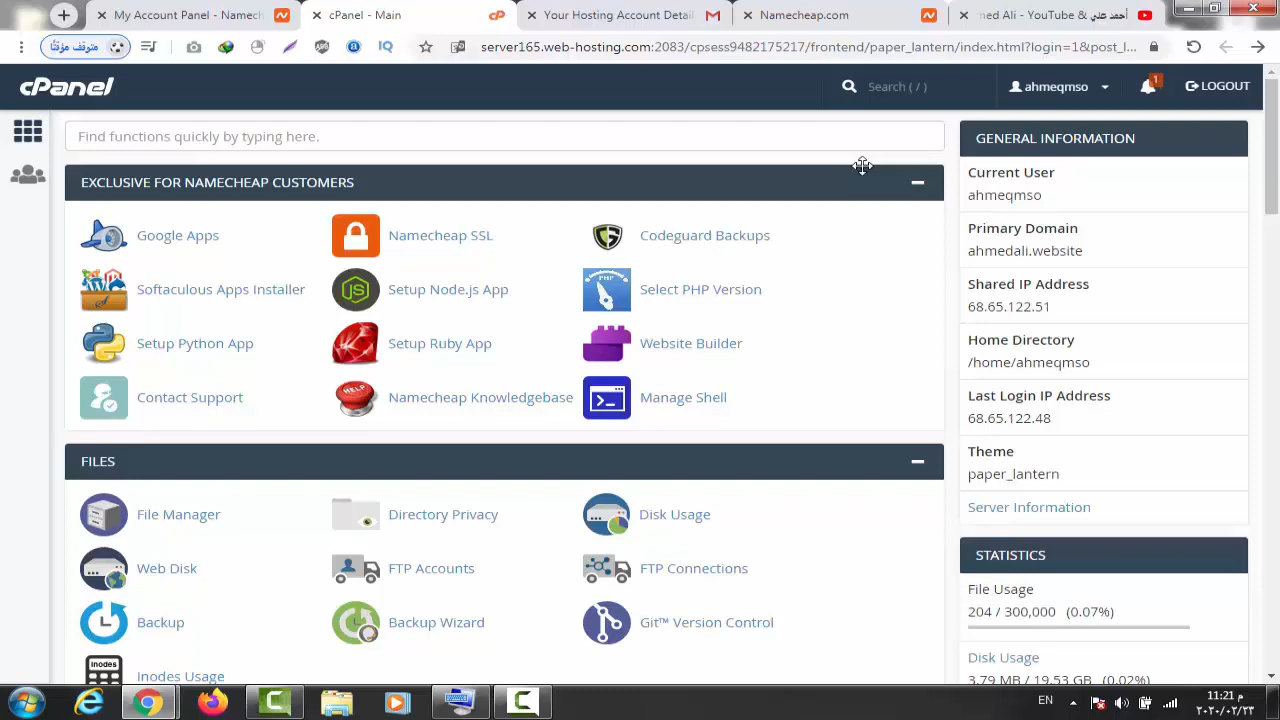 My Account Panel - Namech
cPanel - Main
Hosting Account Detail
namecheap.com
أحمد علي - YouTube & med Ali
متوقف مؤقتًا
server165.web-hosting.com:2083/cpsess9482175217/frontend/paper_lantern/index.html?login=1&post_l...
cPanel
Search ( / )
ahmeqmso
1
LOGOUT
Find functions quickly by typing here.
EXCLUSIVE FOR NAMECHEAP CUSTOMERS
Google Apps
Namecheap SSL
Codeguard Backups
Softaculous Apps Installer
Setup Node.js App
Select PHP Version
Setup Python App
Setup Ruby App
Website Builder
Contact Support
Namecheap Knowledgebase
Manage Shell
FILES
File Manager
Directory Privacy
Disk Usage
Web Disk
FTP Accounts
FTP Connections
Backup
Backup Wizard
Git™ Version Control
Inodes Usage
GENERAL INFORMATION
Current User
ahmeqmso
Primary Domain
ahmedali.website
Shared IP Address
68.65.122.51
Home Directory
/home/ahmeqmso
Last Login IP Address
68.65.122.48
Theme
paper_lantern
Server Information
STATISTICS
File Usage
204 / 300,000 (0.07%)
Disk Usage
3.79 MB / 19.53 GB (0.02%)
EN
11:21 م
٢٠٢٠/٠٢/٢٣